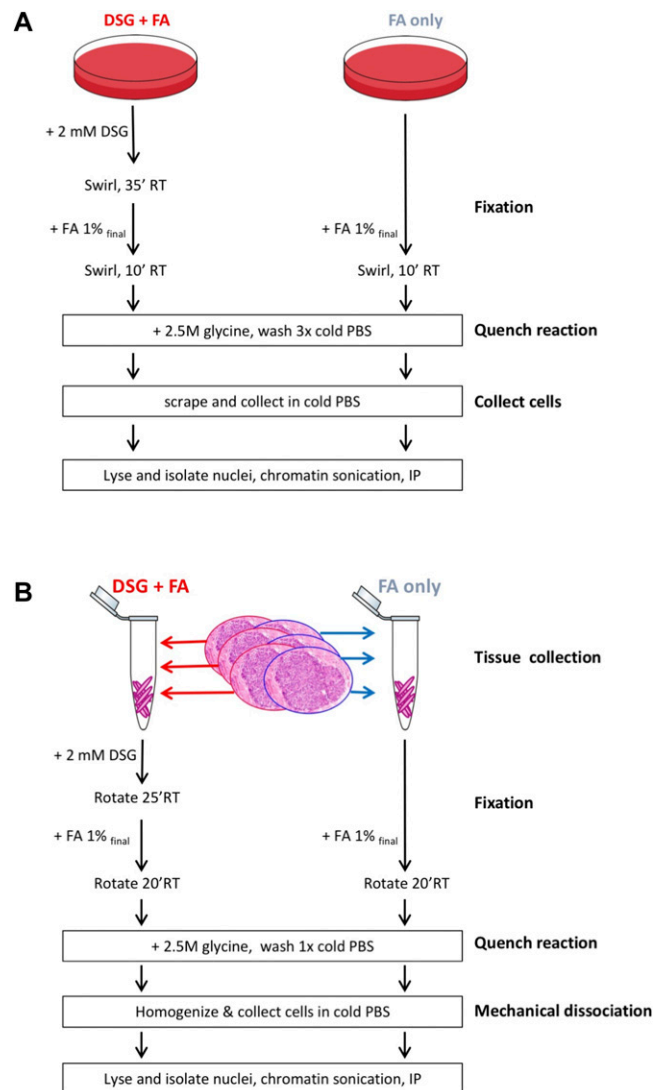 A
DSG + FA
FA only
+ 2 mM DSG
Swirl, 35’ RT
Fixation
+ FA 1% final
+ FA 1% final
Swirl, 10’ RT
Swirl, 10’ RT
+ 2.5M glycine, wash 3x cold PBS
Quench reaction
scrape and collect in cold PBS
Collect cells
Lyse and isolate nuclei, chromatin sonication, IP
B
DSG + FA
FA only
Tissue collection
+ 2 mM DSG
Rotate 25’RT
Fixation
+ FA 1% final
+ FA 1% final
Rotate 20’RT
Rotate 20’RT
+ 2.5M glycine, wash 1x cold PBS
Quench reaction
Homogenize & collect cells in cold PBS
Mechanical dissociation
Lyse and isolate nuclei, chromatin sonication, IP